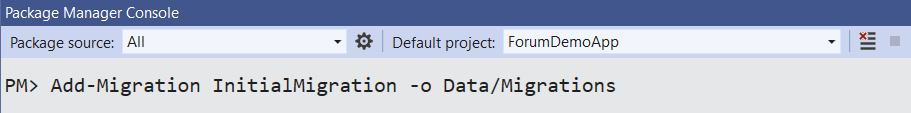 Package Manager Console
Package source: All Default project: ForumDemoApp
PM> Add-Migration InitialMigration -o Data/Migrations